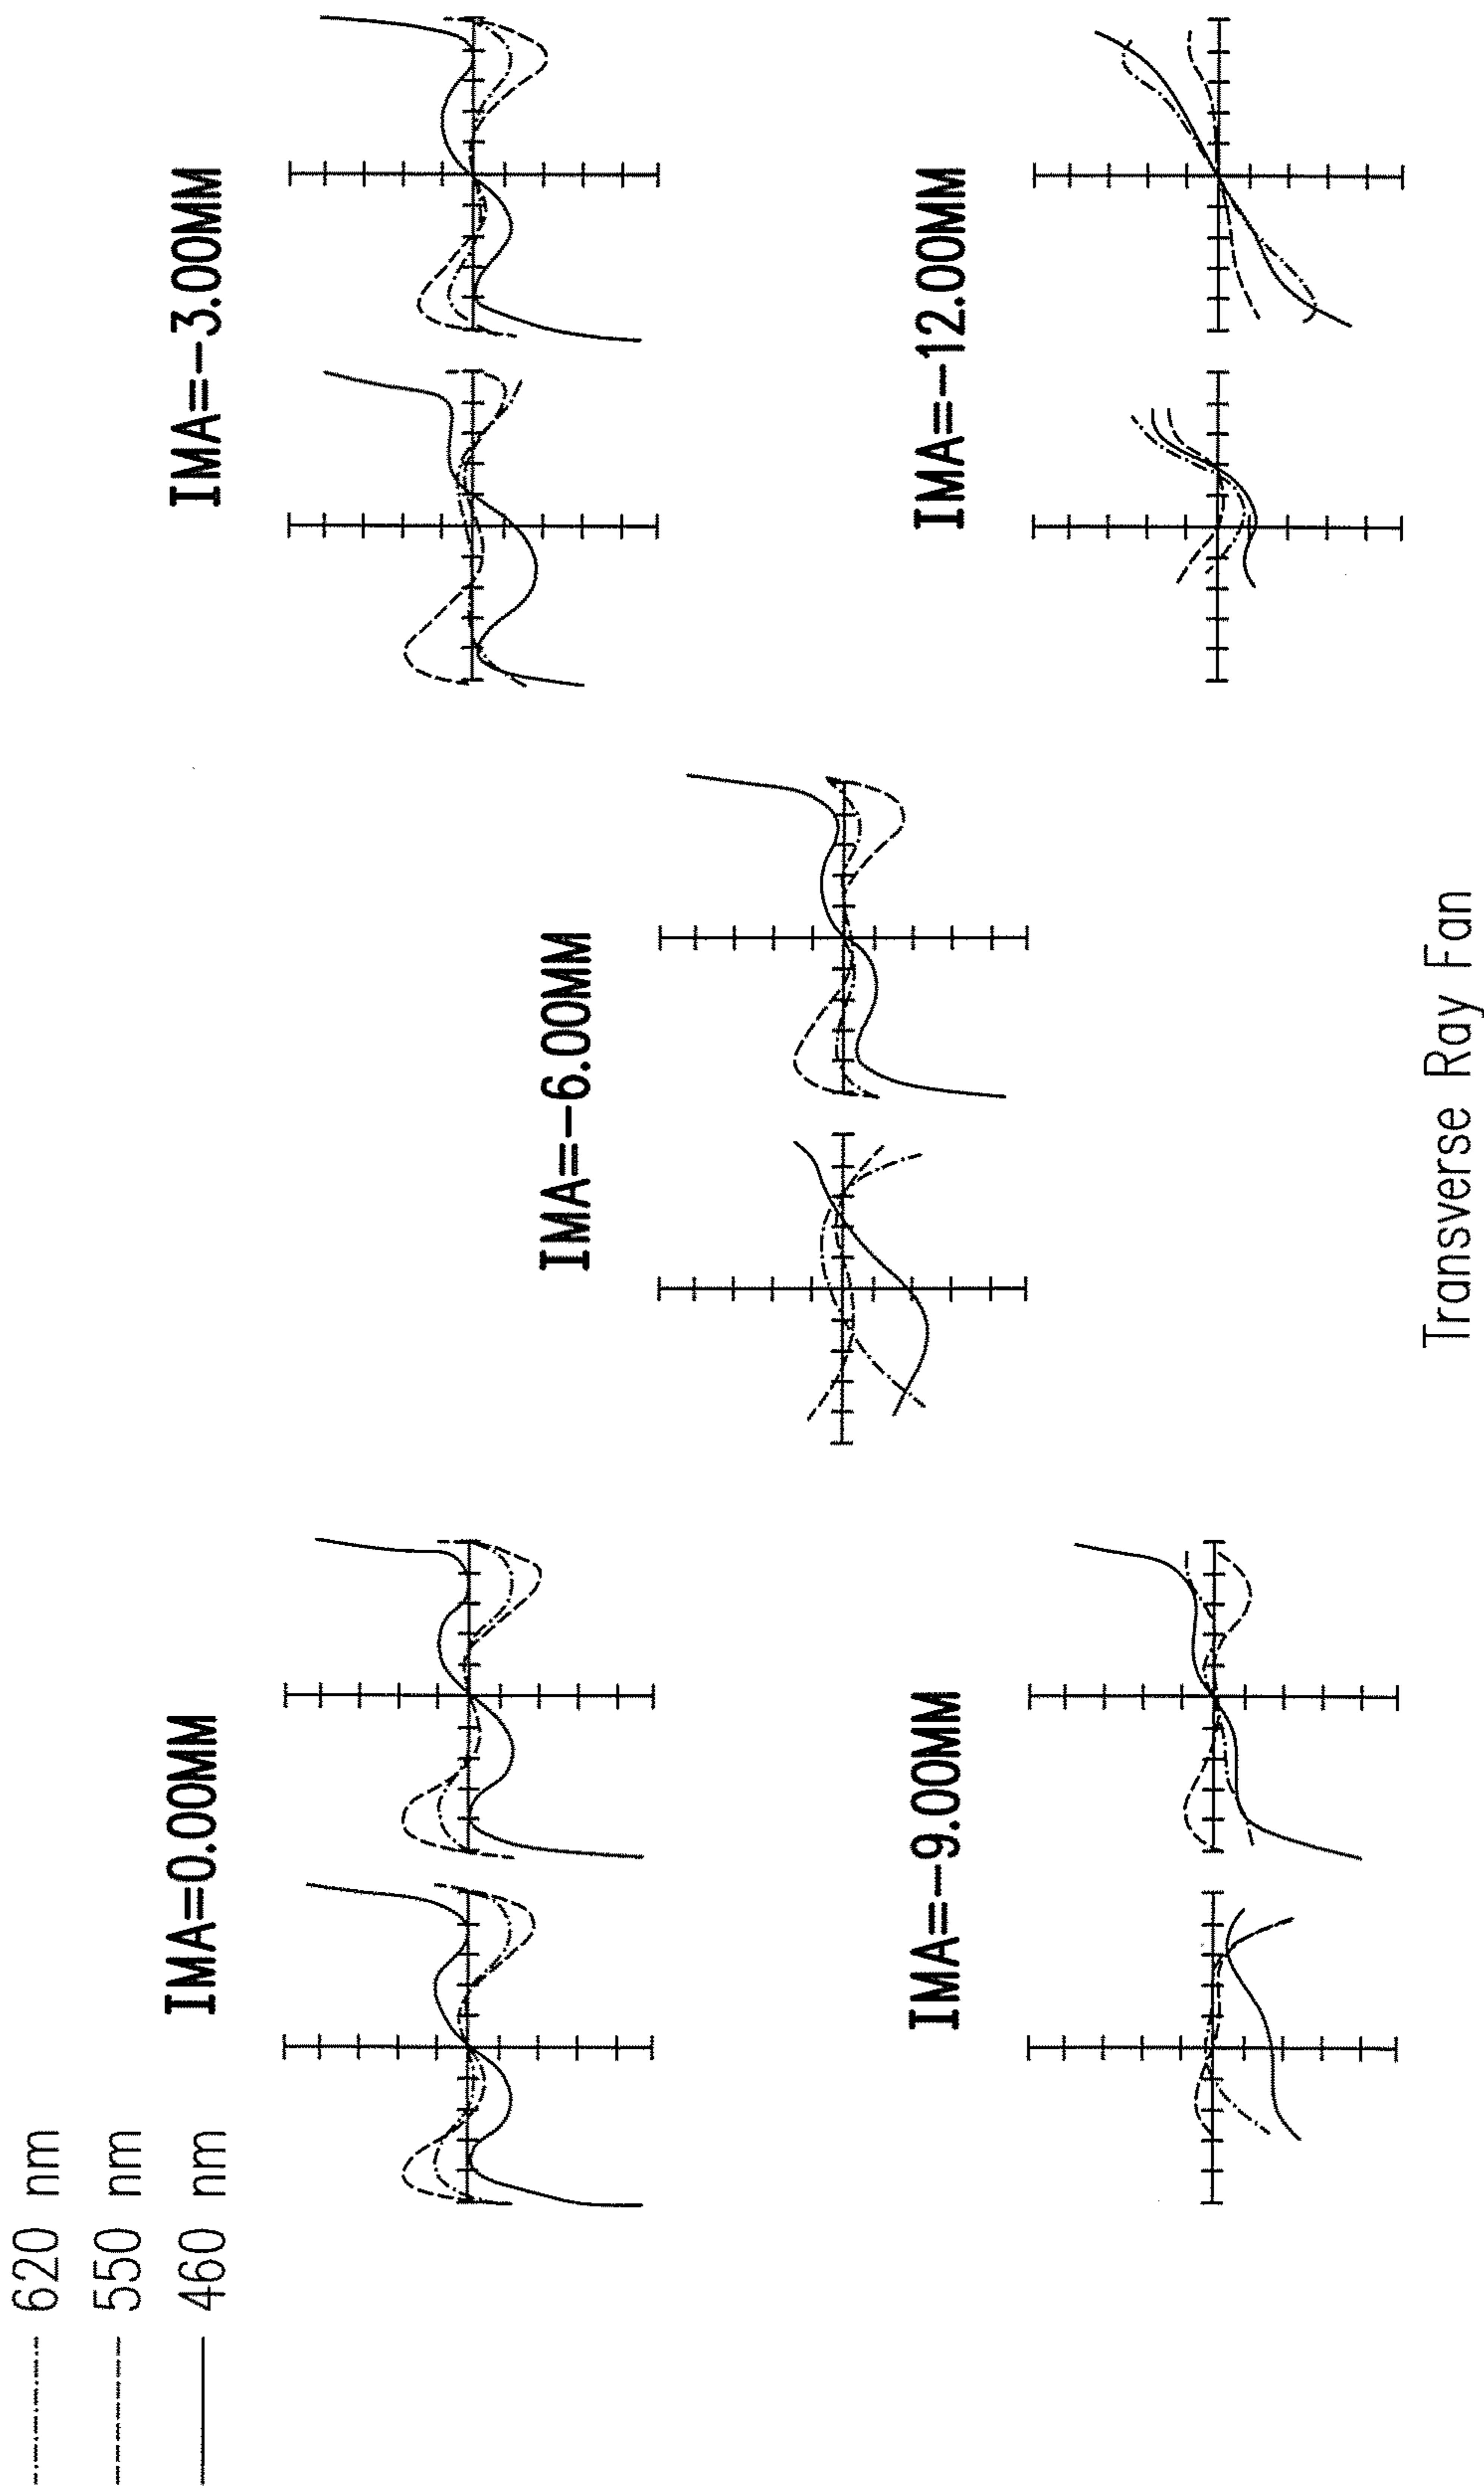 620 nm
550 nm
460 nm
IMA=0.00MM
IMA=-3.00MM
IMA=-6.00MM
IMA=-9.00MM
IMA=-12.00MM
Transverse Ray Fan